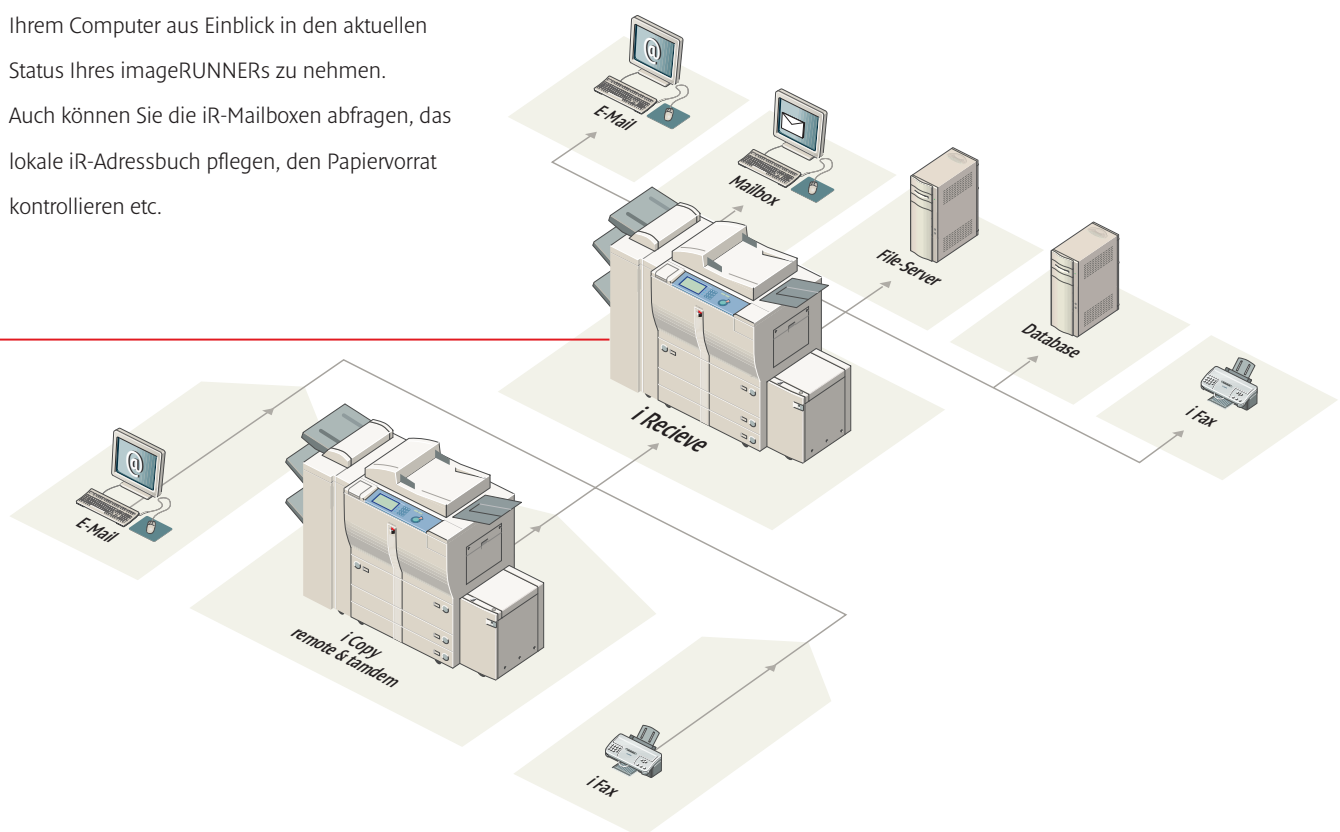 Ihrem Computer aus Einblick in den aktuellen
Status Ihres imageRUNNERs zu nehmen.
Auch können Sie die iR-Mailboxen abfragen, das
lokale iR-Adressbuch pflegen, den Papiervorrat
kontrollieren etc.
@
E-Mail
Mailbox
File-Server
Database
i Fax
i Recieve
@
E-Mail
i Copy
remote & tamdem
i Fax